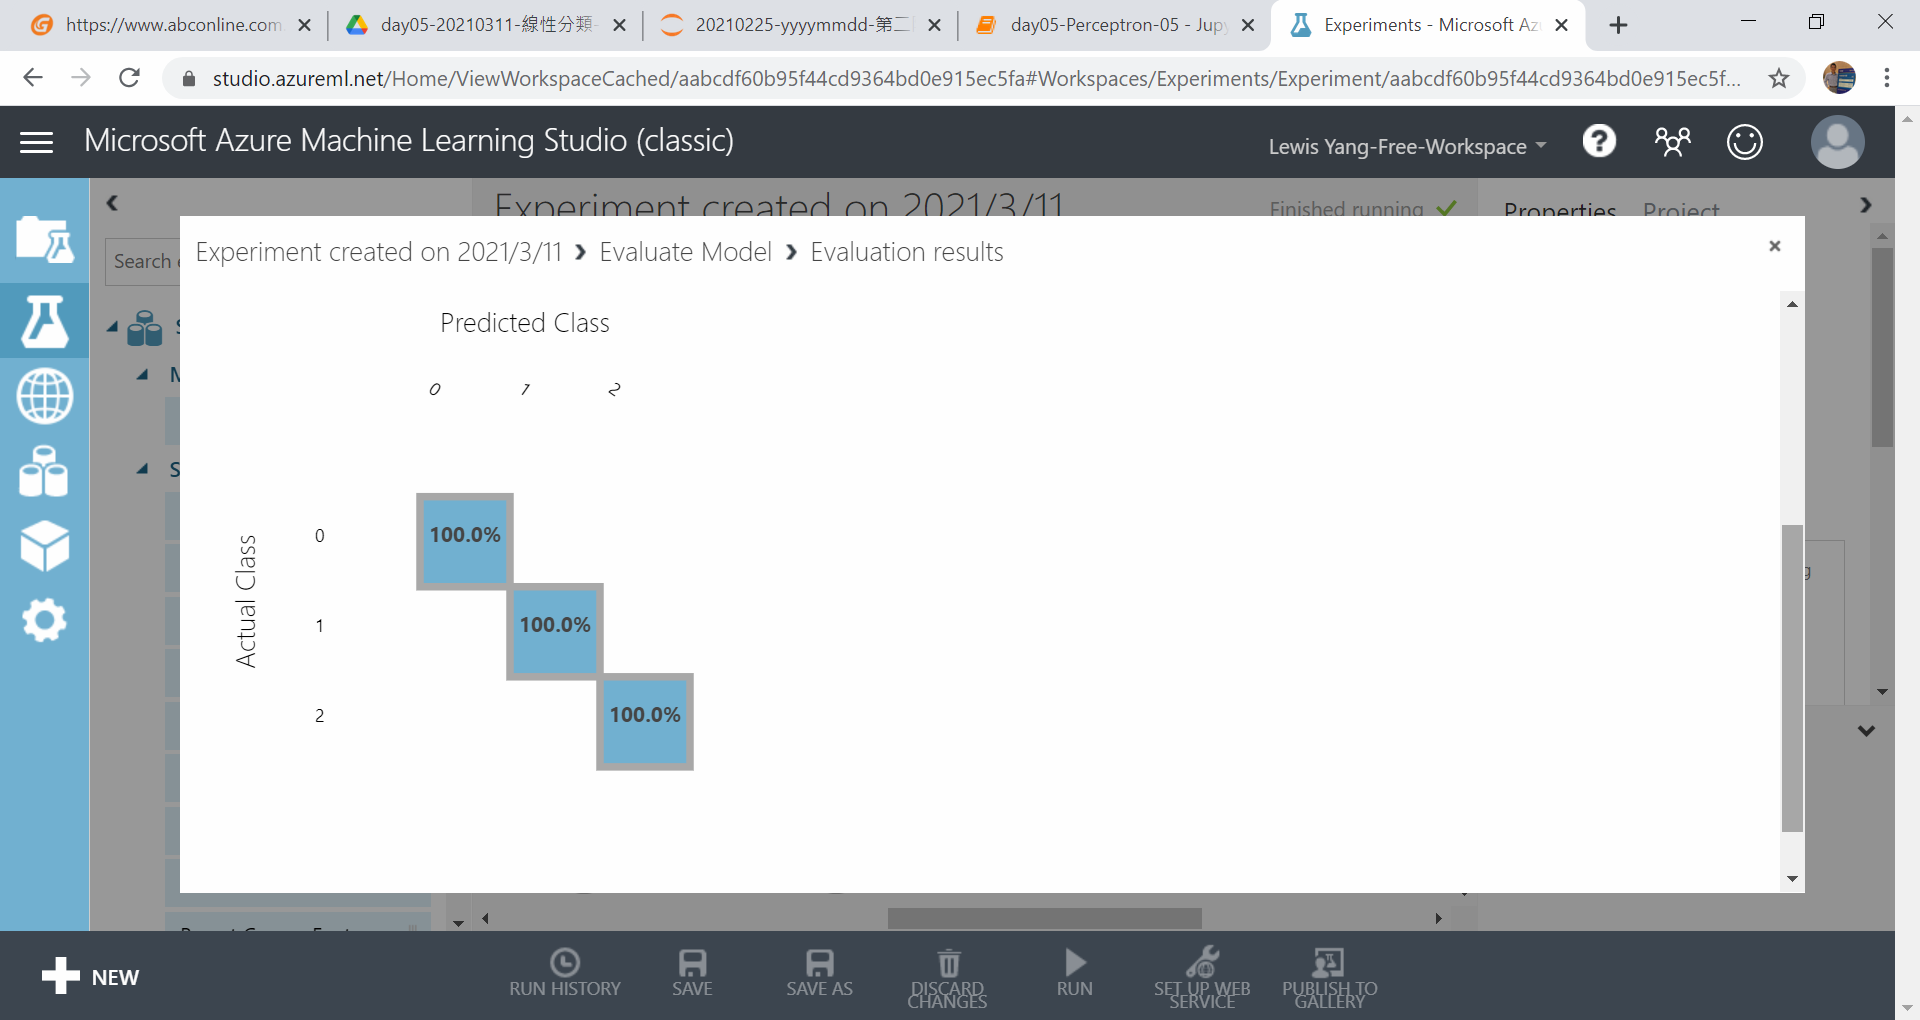 https://www.abconline.com
day05-20210311-線性分類-
20210225-yyyymmdd-第二
day05-Perceptron-05 - Jupy
Experiments - Microsoft Az
studio.azureml.net/Home/ViewWorkspaceCached/aabcdf60b95f44cd9364bd0e915ec5fa#Workspaces/Experiments/Experiment/aabcdf60b95f44cd9364bd0e915ec5f...
Microsoft Azure Machine Learning Studio (classic)
Lewis Yang-Free-Workspace
Experiment created on 2021/3/11
Finished running
Properties
Project
Search
Experiment created on 2021/3/11 > Evaluate Model > Evaluation results
Predicted Class
0 1 2
Actual Class
0 100.0%
1 100.0%
2 100.0%
NEW
RUN HISTORY
SAVE
SAVE AS
DISCARD
CHANGES
RUN
SET UP WEB
SERVICE
PUBLISH TO
GALLERY